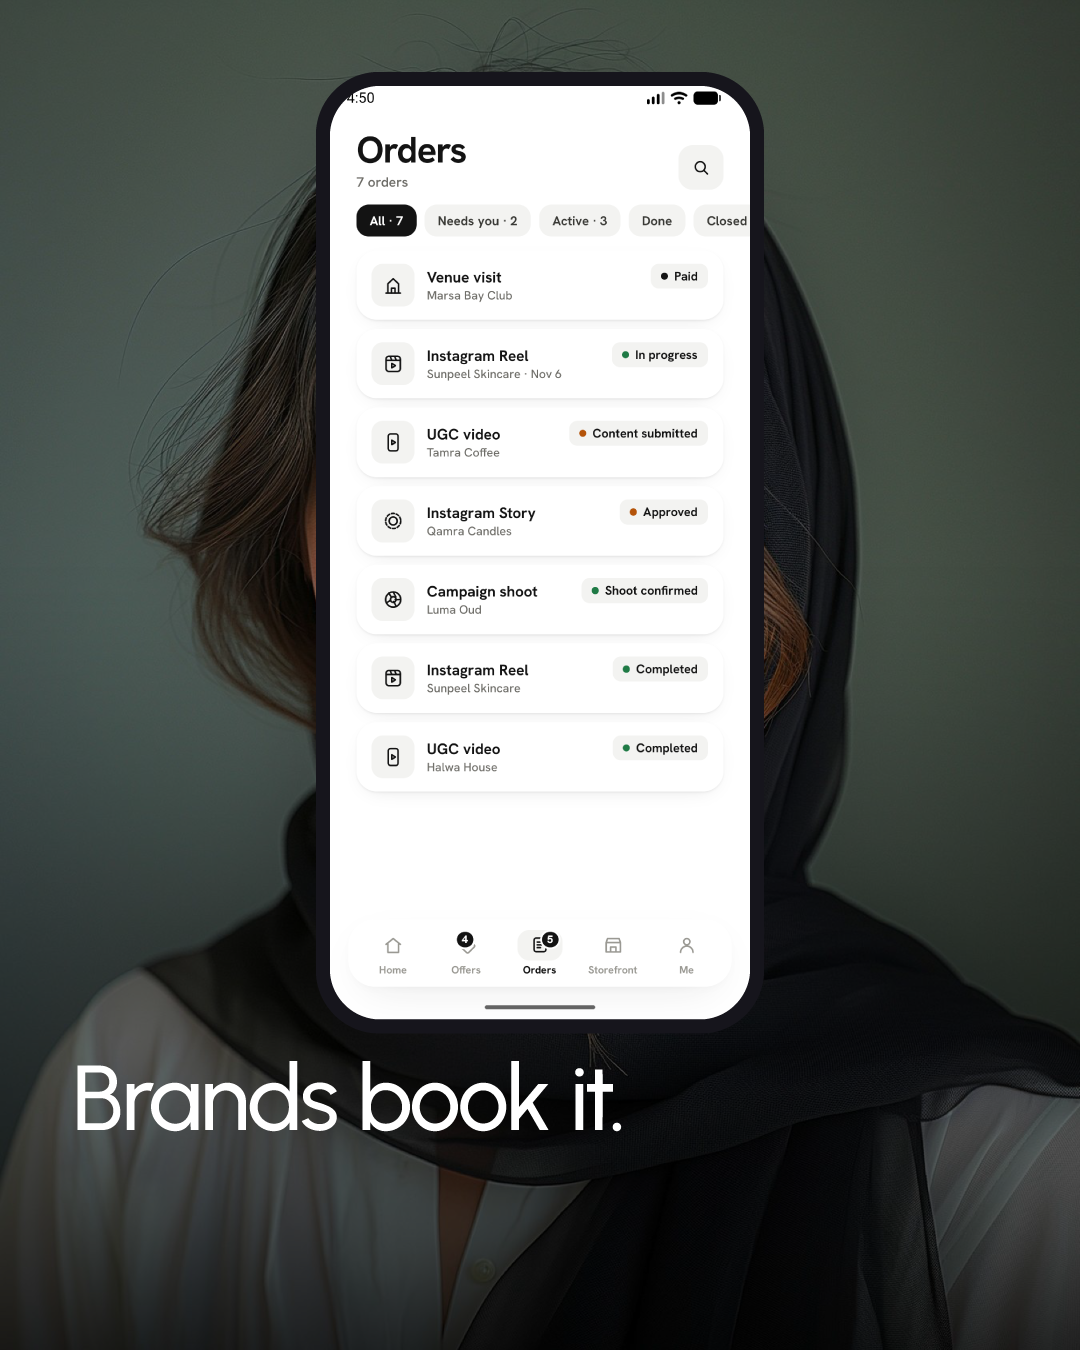 4:50
Orders
7 orders
All · 7
Needs you · 2
Active · 3
Done
Closed
Venue visit
Marsa Bay Club
Paid
Instagram Reel
Sunpeel Skincare · Nov 6
In progress
UGC video
Tamra Coffee
Content submitted
Instagram Story
Qamra Candles
Approved
Campaign shoot
Luma Oud
Shoot confirmed
Instagram Reel
Sunpeel Skincare
Completed
UGC video
Halwa House
Completed
4
5
Home
Offers
Orders
Storefront
Me
Brands book it.